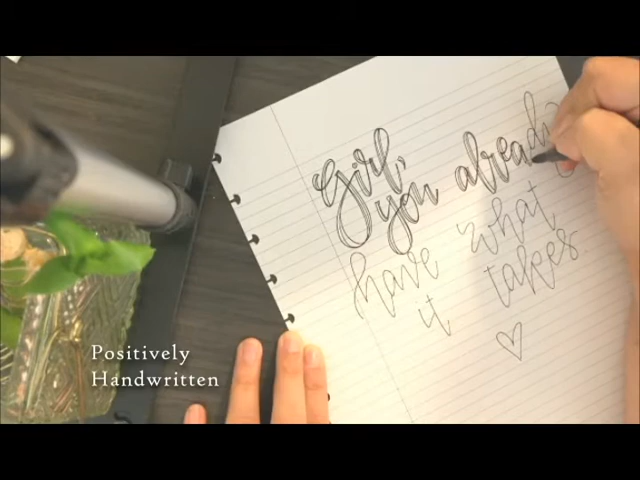 Girl,
you already
have what
it takes
Positively
Handwritten